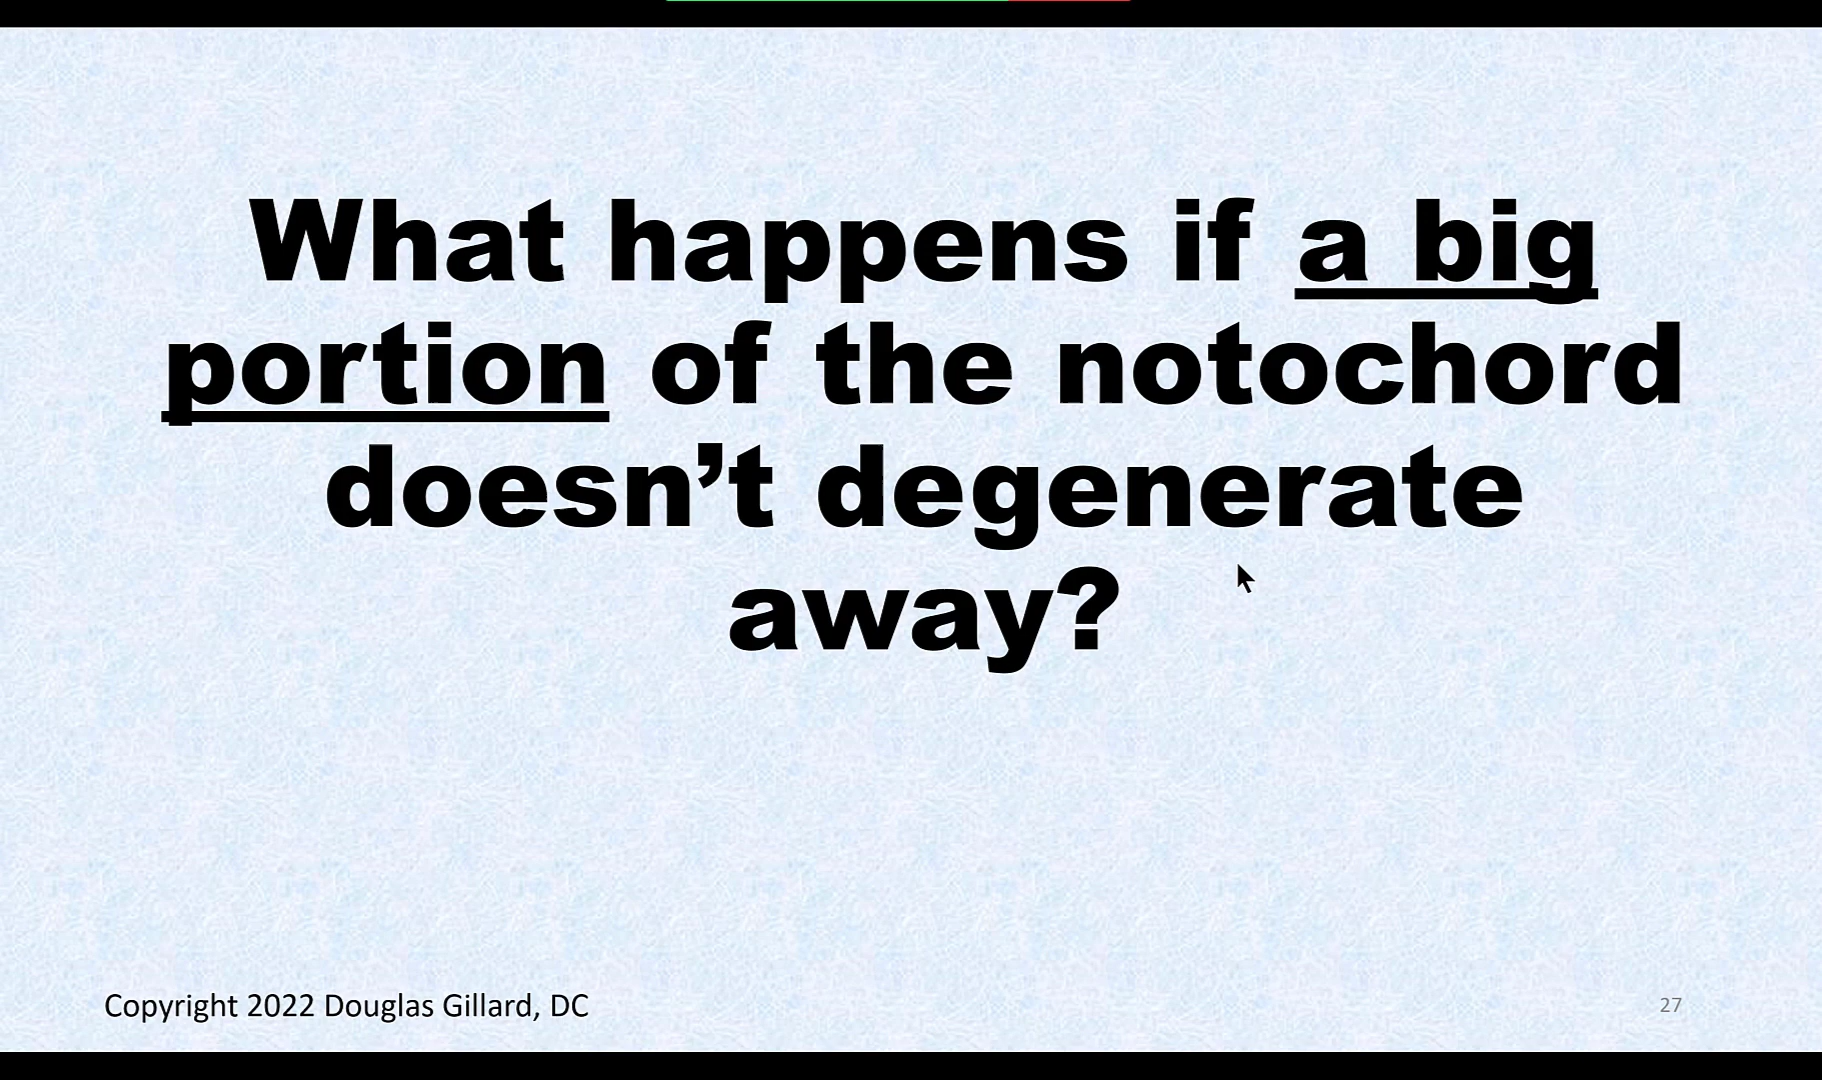 What happens if a big
portion of the notochord
doesn’t degenerate
away?
Copyright 2022 Douglas Gillard, DC
27